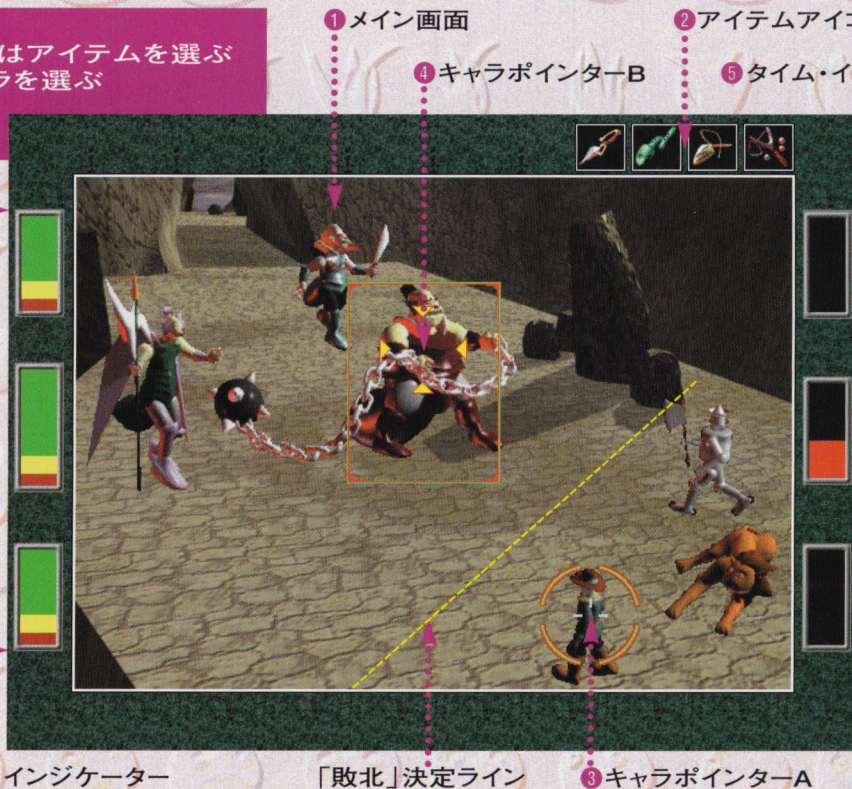 はアイテムを選ぶ
ラを選ぶ
❶メイン画面
❷アイテムアイコ
❹キャラポインターB
❺タイム・イ
インジケーター
「敗北」決定ライン
❸キャラポインターA